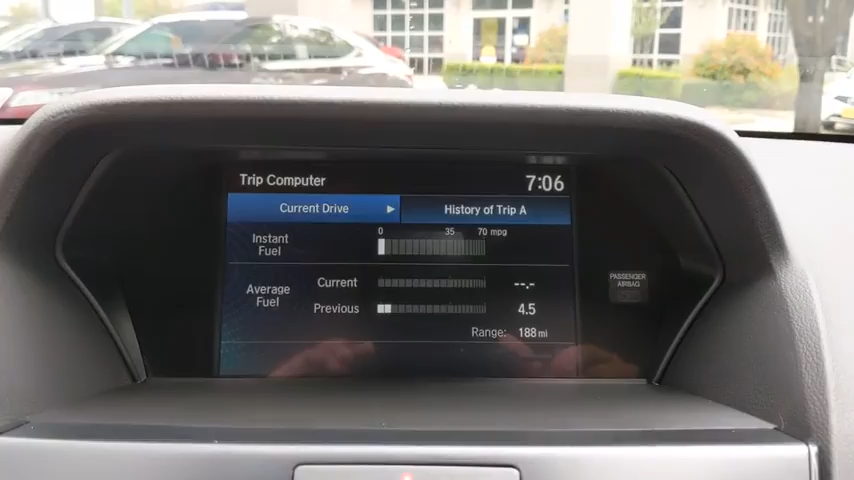 Trip Computer 7:06
Current Drive History of Trip A
0 35 70 mpg
Instant
Fuel
Average
Fuel
Current --.-
Previous 4.5
Range: 188 mi
PASSENGER
AIRBAG